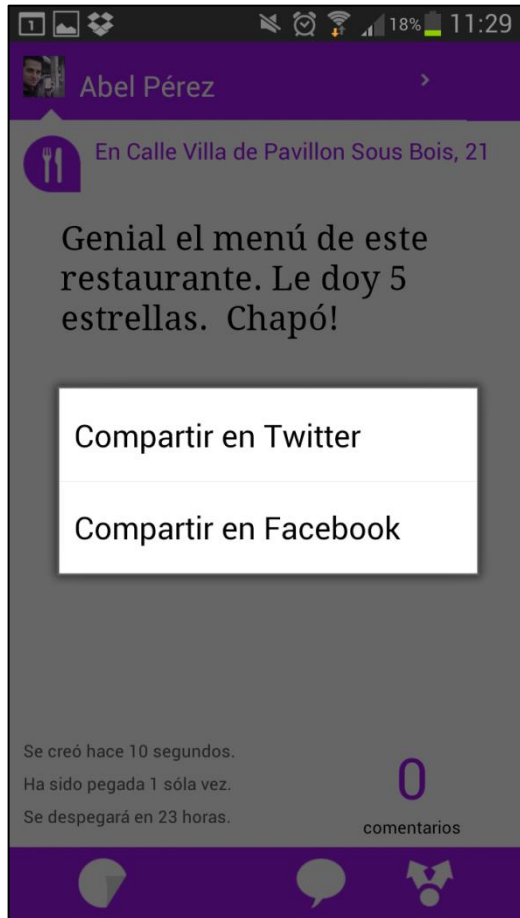 1 18% 11:29
Abel Pérez
En Calle Villa de Pavillon Sous Bois, 21
Genial el menú de este
restaurante. Le doy 5
estrellas.  Chapó!
Compartir en Twitter
Compartir en Facebook
Se creó hace 10 segundos.
Ha sido pegada 1 sóla vez.
Se despegará en 23 horas.
0
comentarios